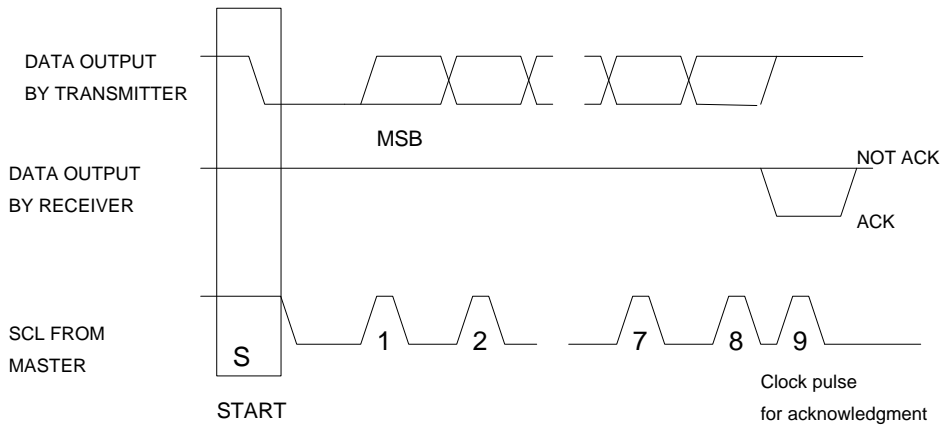 DATA OUTPUT
BY TRANSMITTER
MSB
DATA OUTPUT
BY RECEIVER
NOT ACK
ACK
SCL FROM
MASTER
S
1
2
7
8
9
START
Clock pulse
for acknowledgment